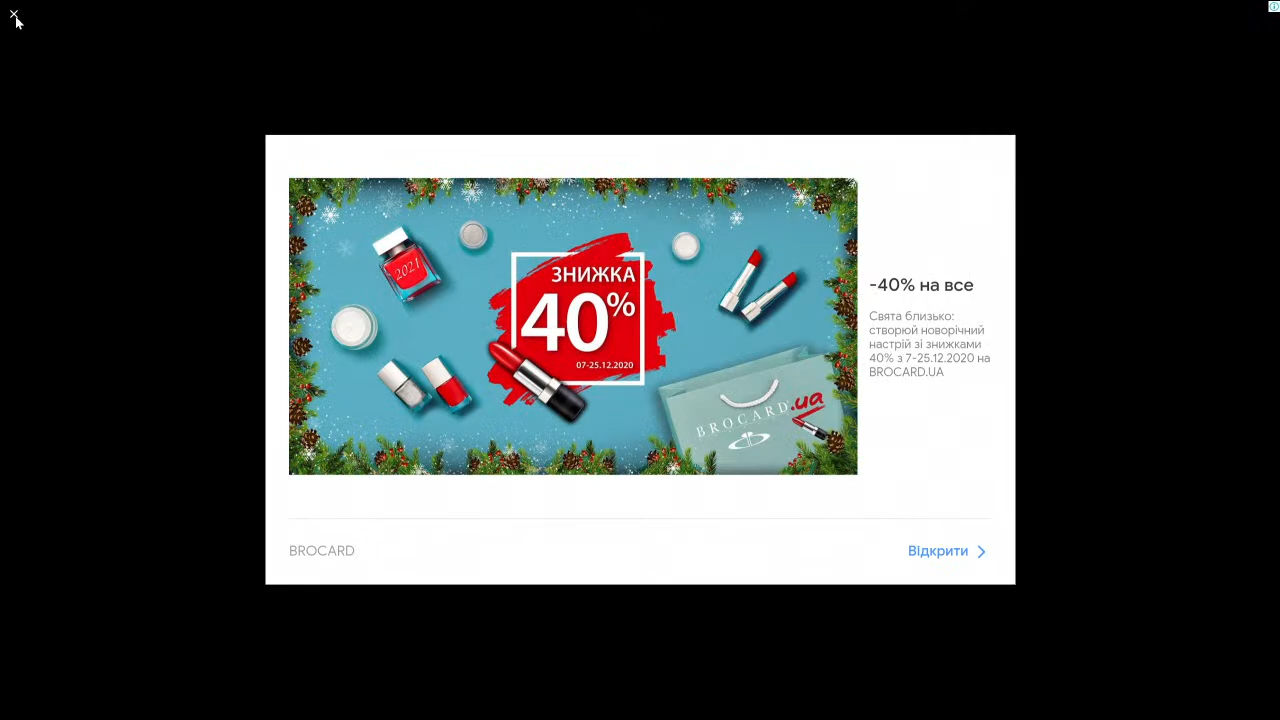 2021
ЗНИЖКА
40%
07-25.12.2020
BROCARD.ua
-40% на все
Свята близько:
створюй новорічний
настрій зі знижками
40% з 7-25.12.2020 на
BROCARD.UA
BROCARD
Відкрити